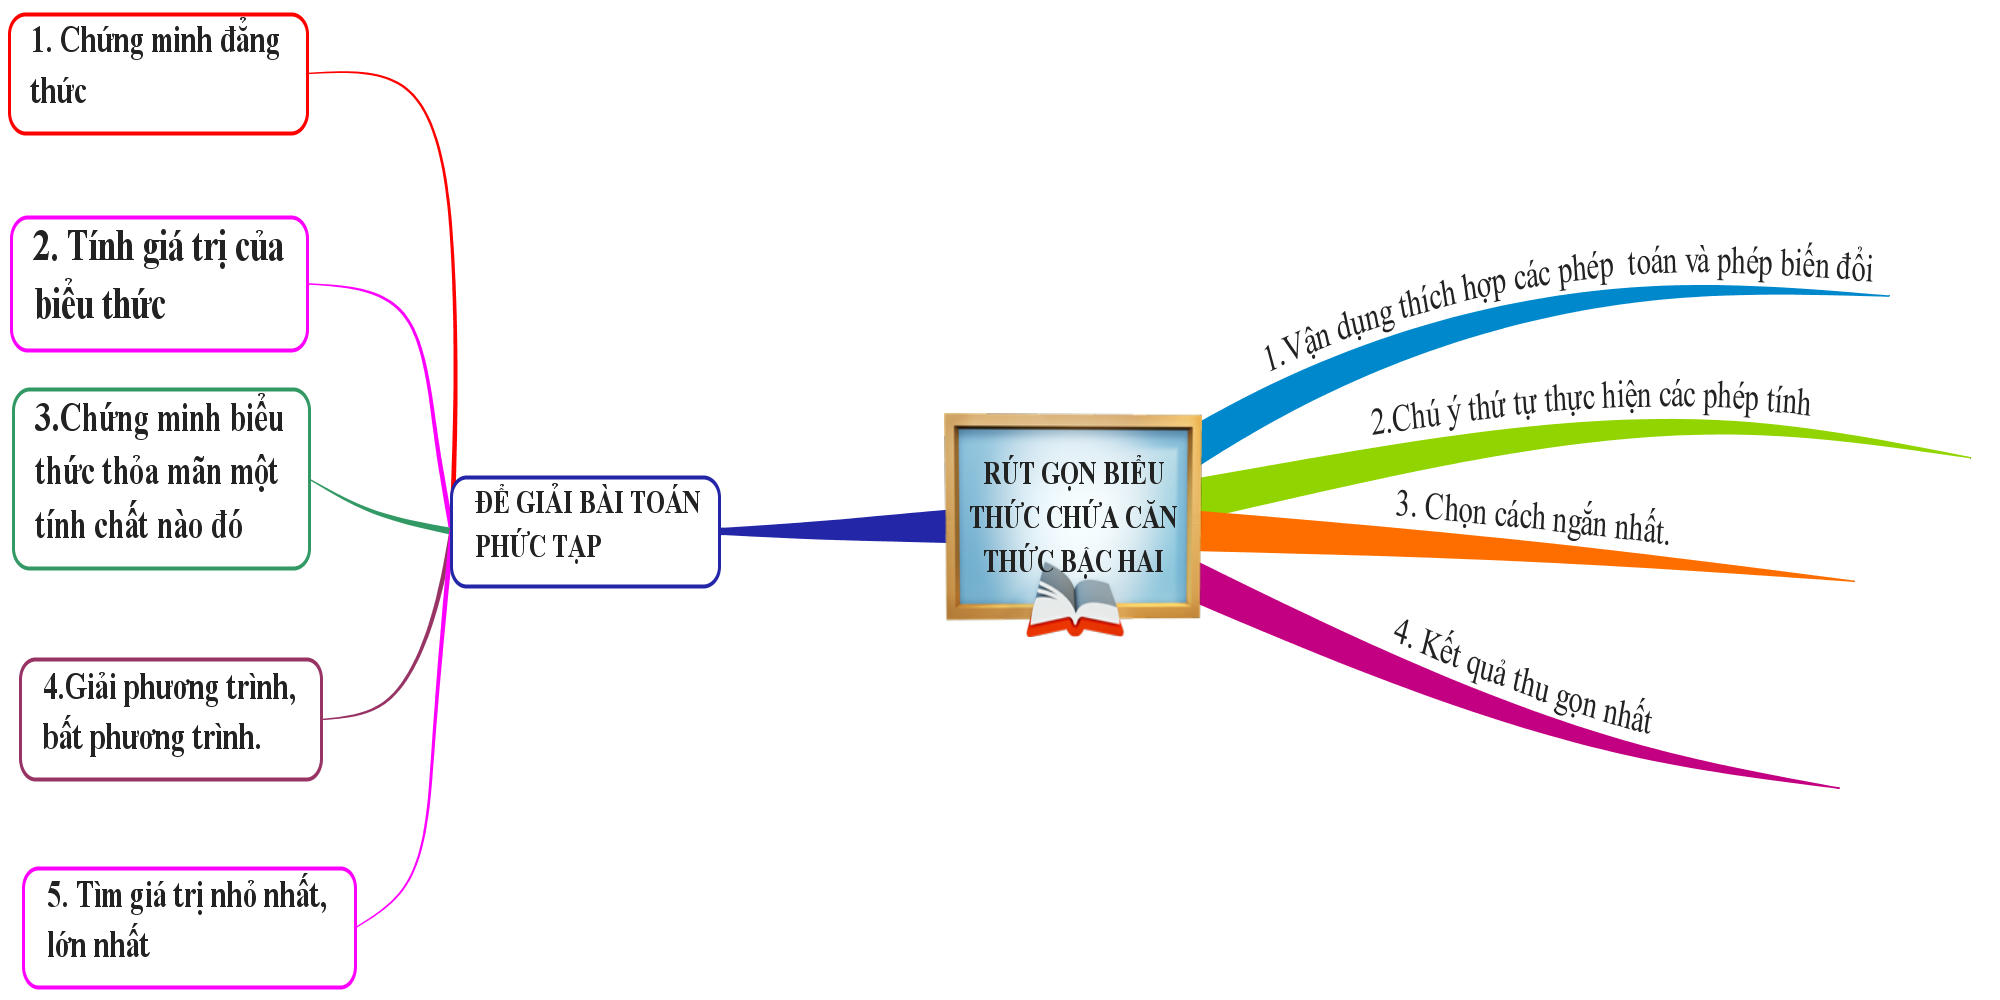 1. Chứng minh đẳng
thức
2. Tính giá trị của
biểu thức
3.Chứng minh biểu
thức thỏa mãn một
tính chất nào đó
4.Giải phương trình,
bất phương trình.
5. Tìm giá trị nhỏ nhất,
lớn nhất
ĐỂ GIẢI BÀI TOÁN
PHỨC TẠP
RÚT GỌN BIỂU
THỨC CHỨA CĂN
THỨC BẬC HAI
1.Vận dụng thích hợp các phép toán và phép biến đổi
2.Chú ý thứ tự thực hiện các phép tính
3. Chọn cách ngắn nhất.
4. Kết quả thu gọn nhất